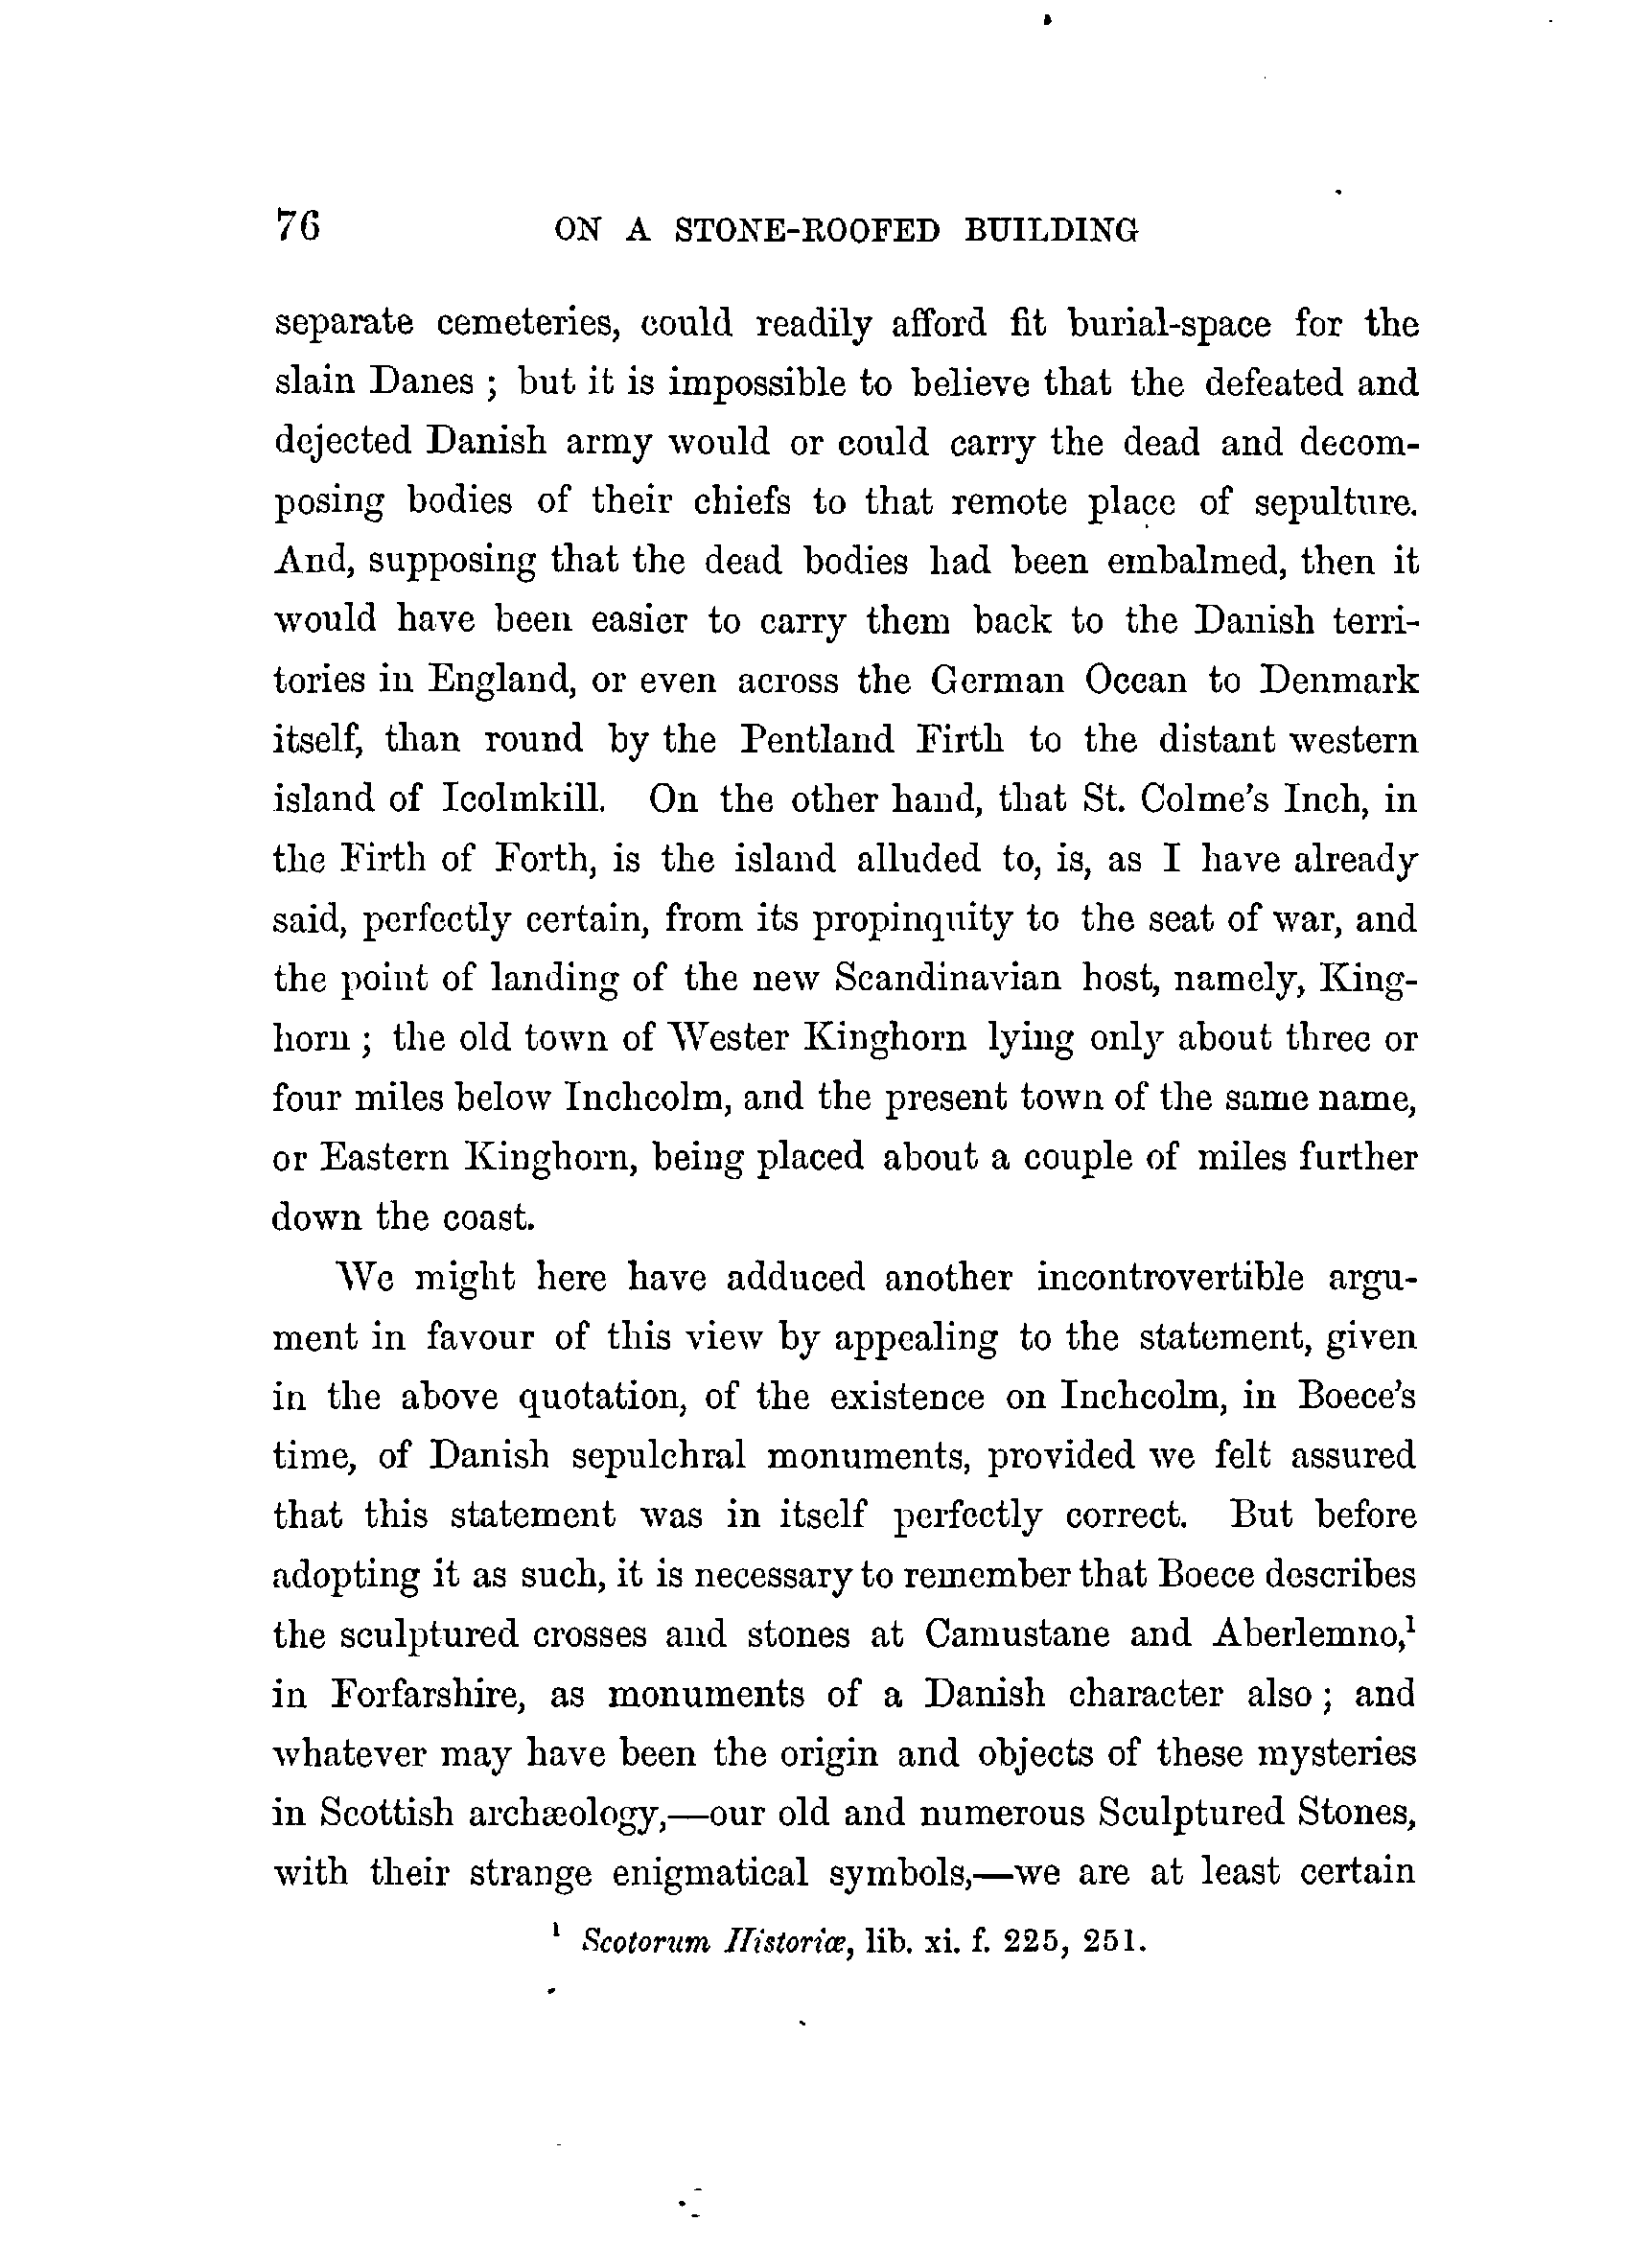 76 ON A STONE-ROOFED BUILDING
separate cemeteries, could readily afford fit burial-space for the
slain Danes ; but it is impossible to believe that the defeated and
dejected Danish army would or could carry the dead and decom-
posing bodies of their chiefs to that remote place of sepulture.
And, supposing that the dead bodies had been embalmed, then it
would have been easier to carry them back to the Danish terri-
tories in England, or even across the German Ocean to Denmark
itself, than round by the Pentland Firth to the distant western
island of Icolmkill. On the other hand, that St. Colme's Inch, in
the Firth of Forth, is the island alluded to, is, as I have already
said, perfectly certain, from its propinquity to the seat of war, and
the point of landing of the new Scandinavian host, namely, King-
horn ; the old town of Wester Kinghorn lying only about three or
four miles below Inchcolm, and the present town of the same name,
or Eastern Kinghorn, being placed about a couple of miles further
down the coast.
We might here have adduced another incontrovertible argu-
ment in favour of this view by appealing to the statement, given
in the above quotation, of the existence on Inchcolm, in Boece's
time, of Danish sepulchral monuments, provided we felt assured
that this statement was in itself perfectly correct. But before
adopting it as such, it is necessary to remember that Boece describes
the sculptured crosses and stones at Camustane and Aberlemno,¹
in Forfarshire, as monuments of a Danish character also ; and
whatever may have been the origin and objects of these mysteries
in Scottish archæology,—our old and numerous Sculptured Stones,
with their strange enigmatical symbols,—we are at least certain
¹ Scotorum Historiæ, lib. xi. f. 225, 251.